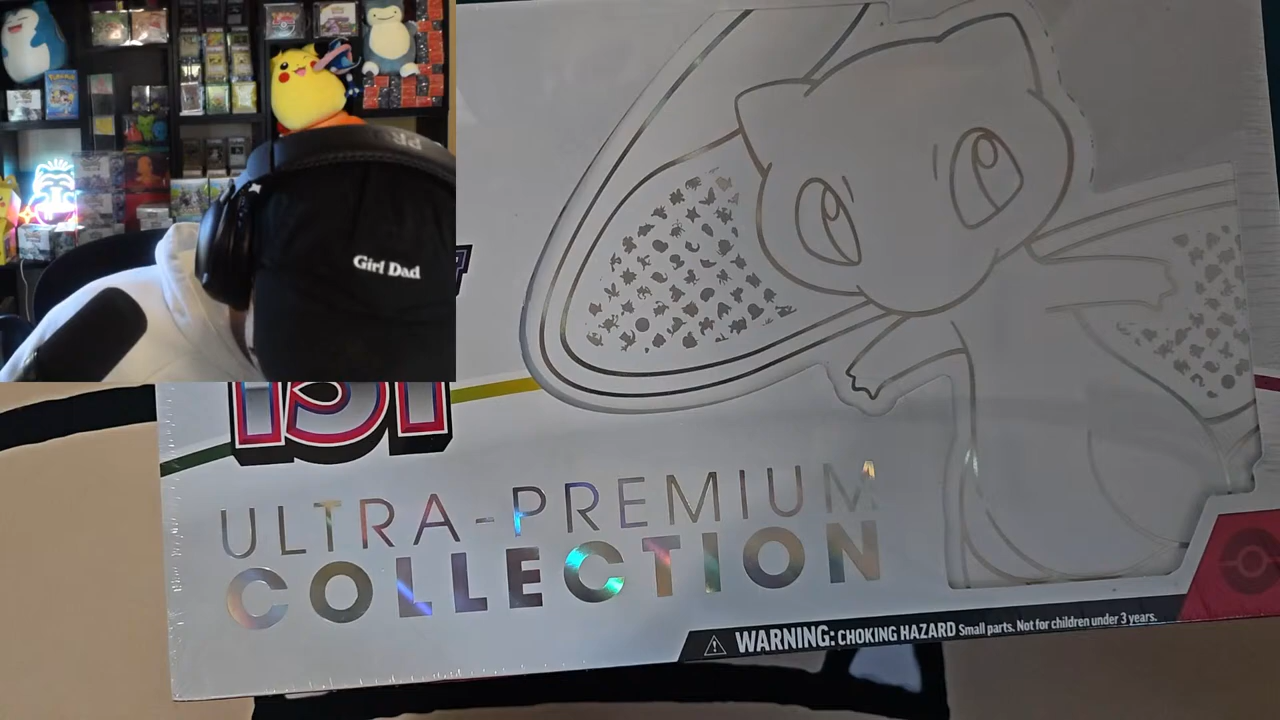 Girl Dad
151
ULTRA-PREMIUM
COLLECTION
WARNING: CHOKING HAZARD Small parts. Not for children under 3 years.